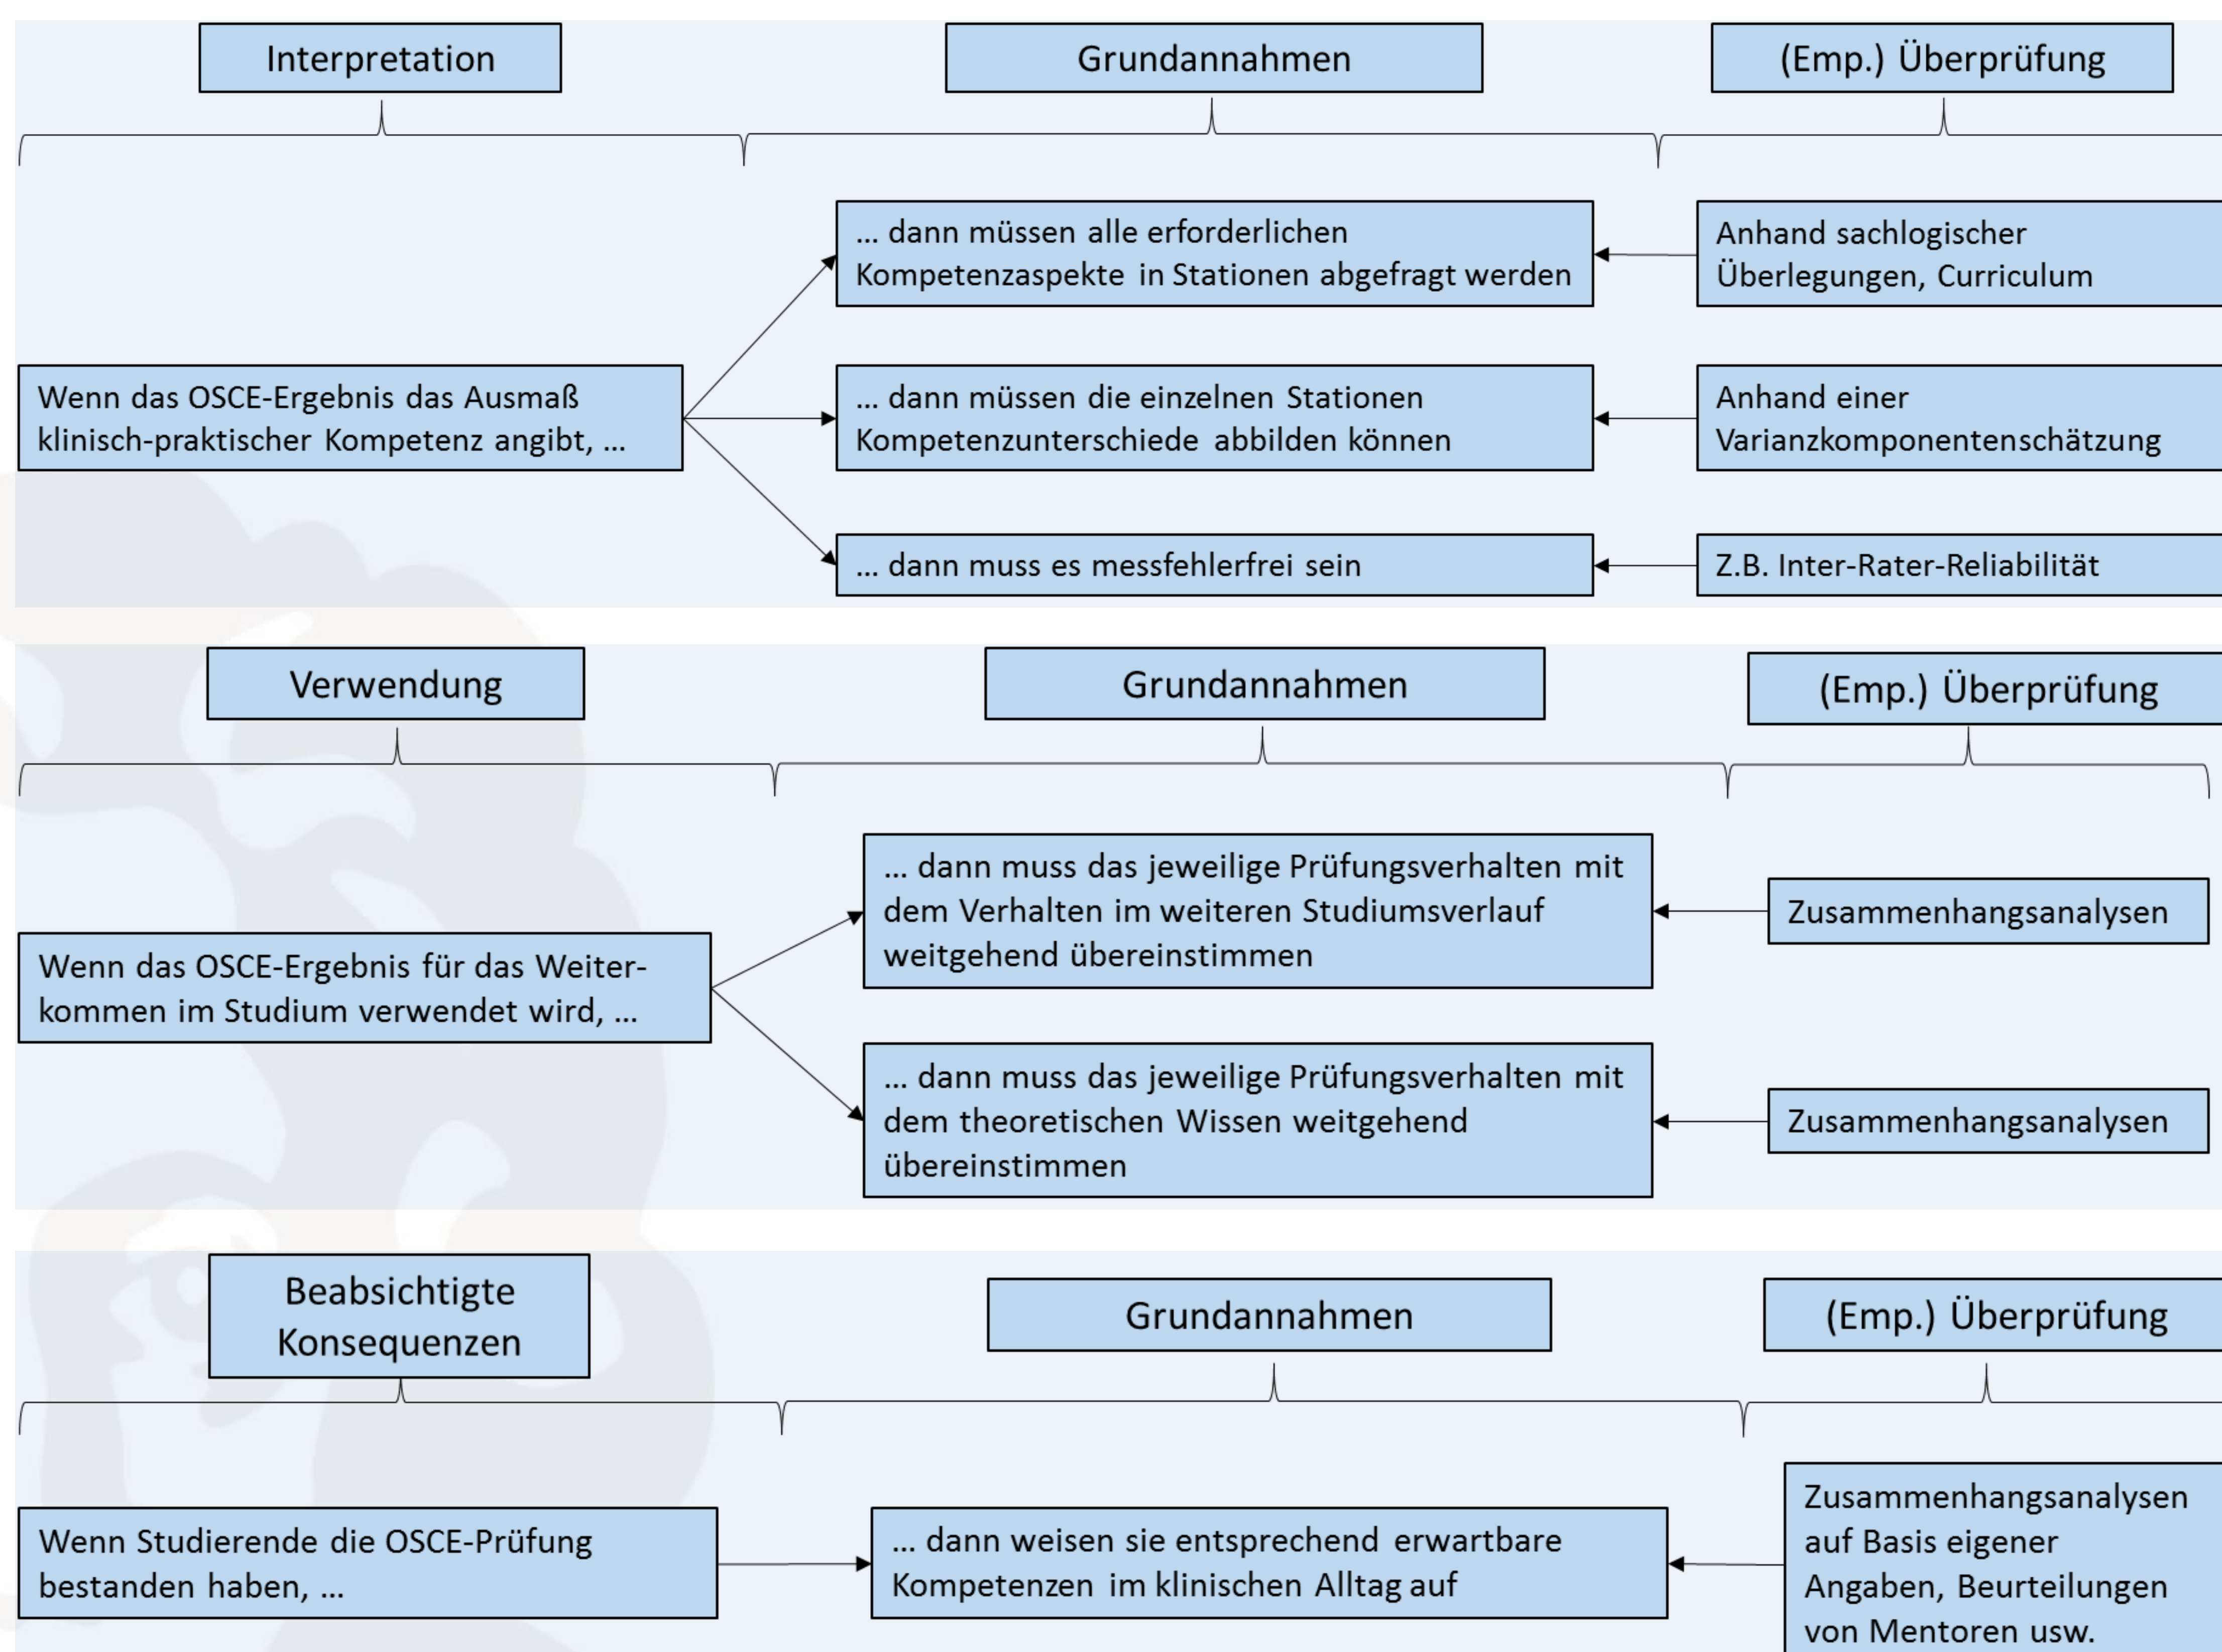 Interpretation
Grundannahmen
(Emp.) Überprüfung
... dann müssen alle erforderlichen
Kompetenzaspekte in Stationen abgefragt werden
Anhand sachlogischer
Überlegungen, Curriculum
Wenn das OSCE-Ergebnis das Ausmaß
klinisch-praktischer Kompetenz angibt, ...
... dann müssen die einzelnen Stationen
Kompetenzunterschiede abbilden können
Anhand einer
Varianzkomponentenschätzung
... dann muss es messfehlerfrei sein
Z.B. Inter-Rater-Reliabilität
Verwendung
Grundannahmen
(Emp.) Überprüfung
Wenn das OSCE-Ergebnis für das Weiter-
kommen im Studium verwendet wird, ...
... dann muss das jeweilige Prüfungsverhalten mit
dem Verhalten im weiteren Studiumsverlauf
weitgehend übereinstimmen
Zusammenhangsanalysen
... dann muss das jeweilige Prüfungsverhalten mit
dem theoretischen Wissen weitgehend
übereinstimmen
Zusammenhangsanalysen
Beabsichtigte
Konsequenzen
Grundannahmen
(Emp.) Überprüfung
Wenn Studierende die OSCE-Prüfung
bestanden haben, ...
... dann weisen sie entsprechend erwartbare
Kompetenzen im klinischen Alltag auf
Zusammenhangsanalysen
auf Basis eigener
Angaben, Beurteilungen
von Mentoren usw.